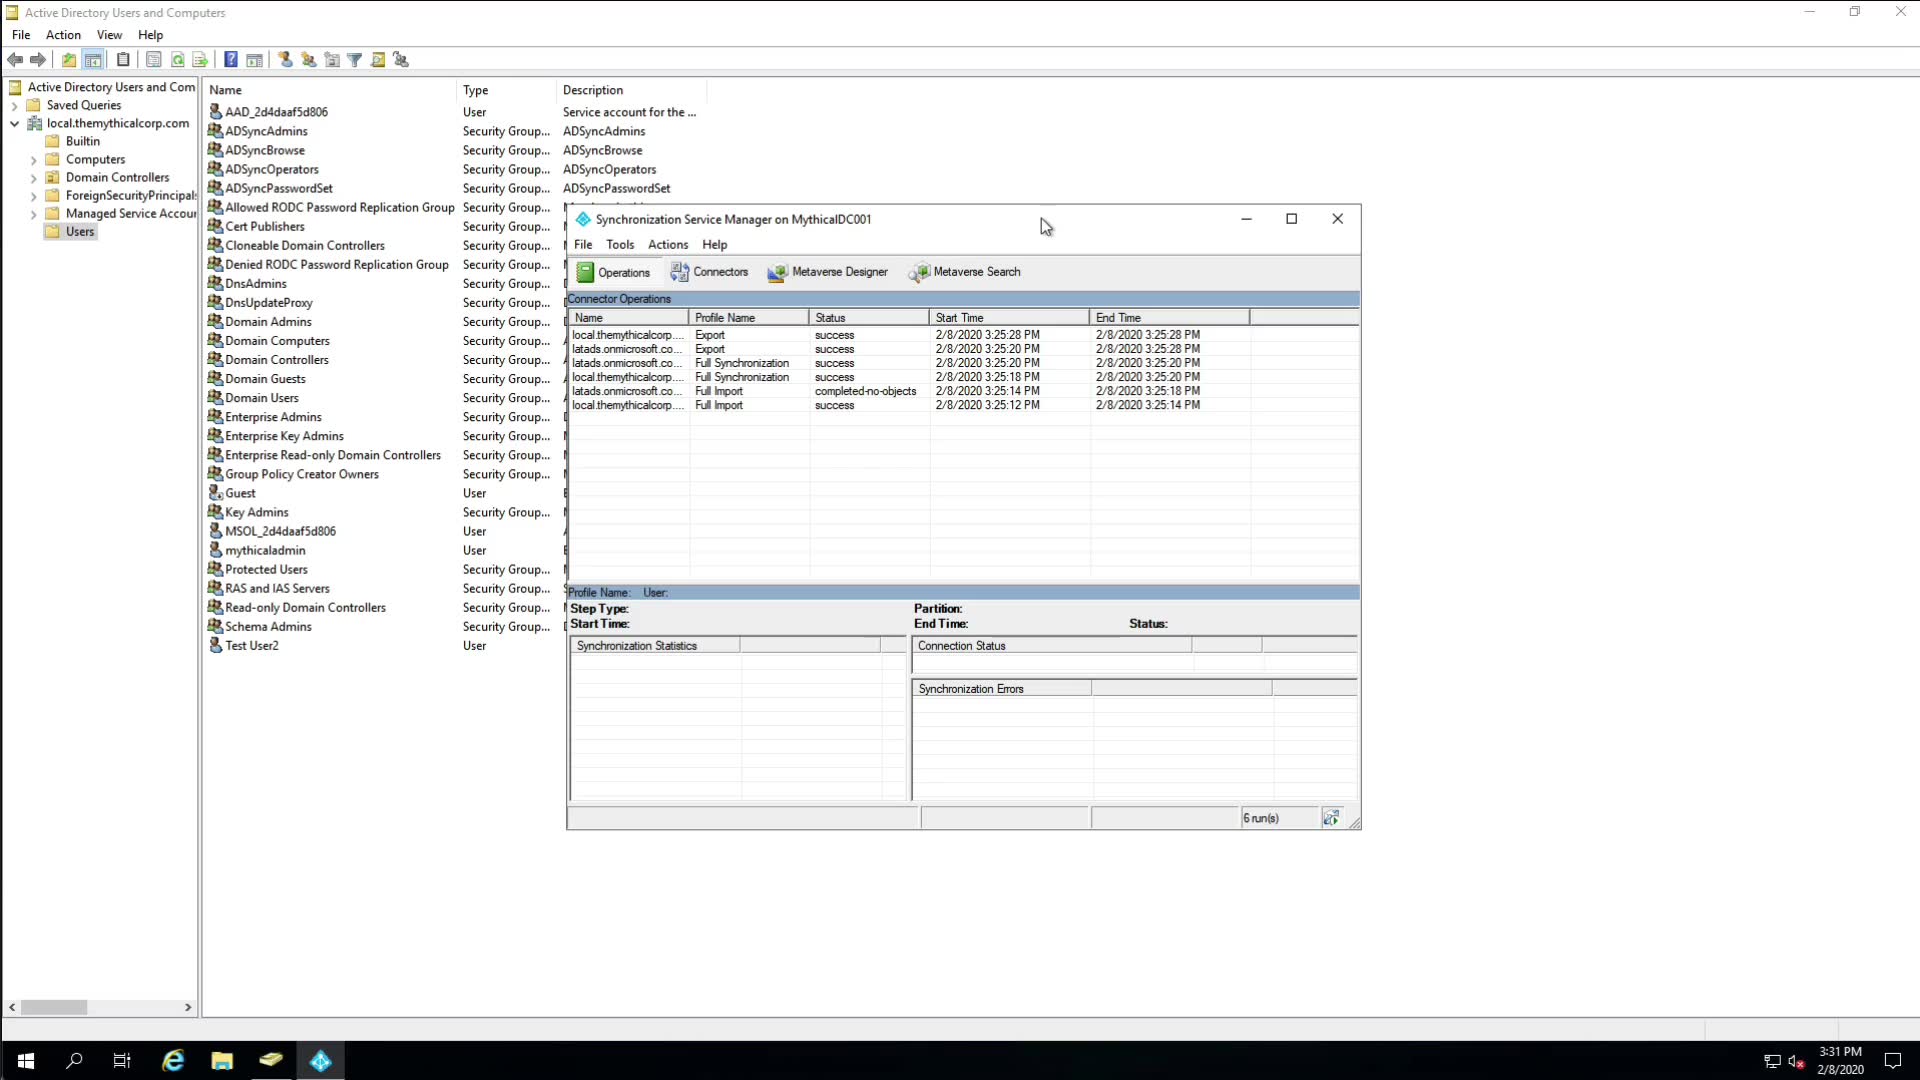 Active Directory Users and Computers
File Action View Help
Active Directory Users and Com
Saved Queries
local.themythicalcorp.com
Builtin
Computers
Domain Controllers
ForeignSecurityPrincipals
Managed Service Accour
Users
Name Type Description
AAD_2d4daaf5d806 User Service account for the ...
ADSyncAdmins Security Group... ADSyncAdmins
ADSyncBrowse Security Group... ADSyncBrowse
ADSyncOperators Security Group... ADSyncOperators
ADSyncPasswordSet Security Group... ADSyncPasswordSet
Allowed RODC Password Replication Group Security Group...
Cert Publishers Security Group...
Cloneable Domain Controllers Security Group...
Denied RODC Password Replication Group Security Group...
DnsAdmins Security Group...
DnsUpdateProxy Security Group...
Domain Admins Security Group...
Domain Computers Security Group...
Domain Controllers Security Group...
Domain Guests Security Group...
Domain Users Security Group...
Enterprise Admins Security Group...
Enterprise Key Admins Security Group...
Enterprise Read-only Domain Controllers Security Group...
Group Policy Creator Owners Security Group...
Guest User
Key Admins Security Group...
MSOL_2d4daaf5d806 User
mythicaladmin User
Protected Users Security Group...
RAS and IAS Servers Security Group...
Read-only Domain Controllers Security Group...
Schema Admins Security Group...
Test User2 User
Synchronization Service Manager on MythicalDC001
File Tools Actions Help
Operations Connectors Metaverse Designer Metaverse Search
Connector Operations
Name Profile Name Status Start Time End Time
local.themythicalcorp.... Export success 2/8/2020 3:25:28 PM 2/8/2020 3:25:28 PM
latads.onmicrosoft.co... Export success 2/8/2020 3:25:20 PM 2/8/2020 3:25:28 PM
latads.onmicrosoft.co... Full Synchronization success 2/8/2020 3:25:20 PM 2/8/2020 3:25:20 PM
local.themythicalcorp.... Full Synchronization success 2/8/2020 3:25:18 PM 2/8/2020 3:25:20 PM
latads.onmicrosoft.co... Full Import completed-no-objects 2/8/2020 3:25:14 PM 2/8/2020 3:25:18 PM
local.themythicalcorp.... Full Import success 2/8/2020 3:25:12 PM 2/8/2020 3:25:14 PM
Profile Name: User:
Step Type: Partition:
Start Time: End Time: Status:
Synchronization Statistics
Connection Status
Synchronization Errors
6 run(s)
3:31 PM
2/8/2020